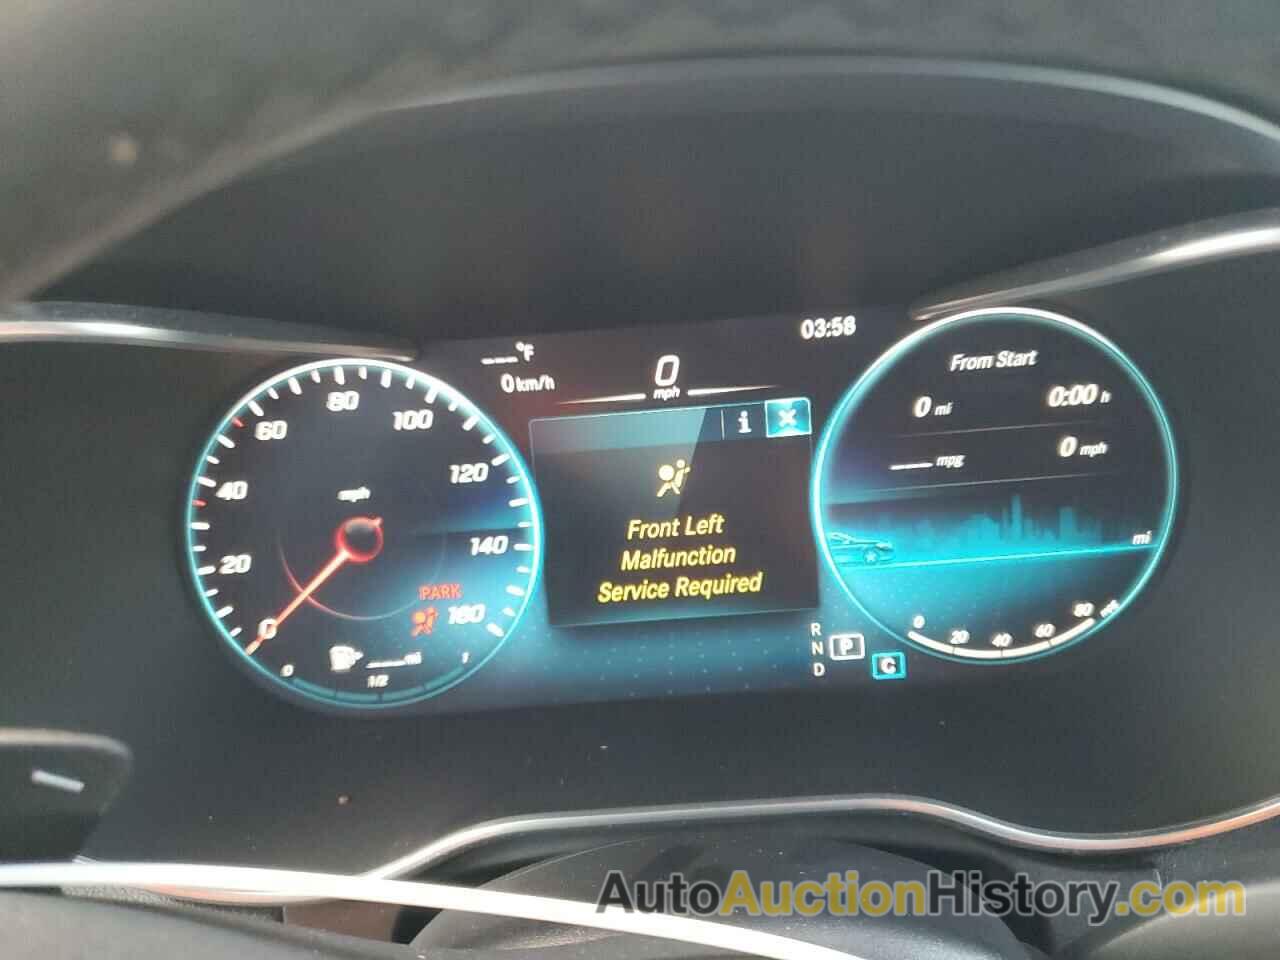 03:58
---°F
0 km/h
0
mph
i
Front Left
Malfunction
Service Required
0
20
40
60
80
100
120
140
160
mph
PARK
---mi
0
1/2
1
R
N
P
D
C
From Start
0 mi
0:00 h
---mpg
0 mph
mi
0
20
40
60
80
AutoAuctionHistory.com